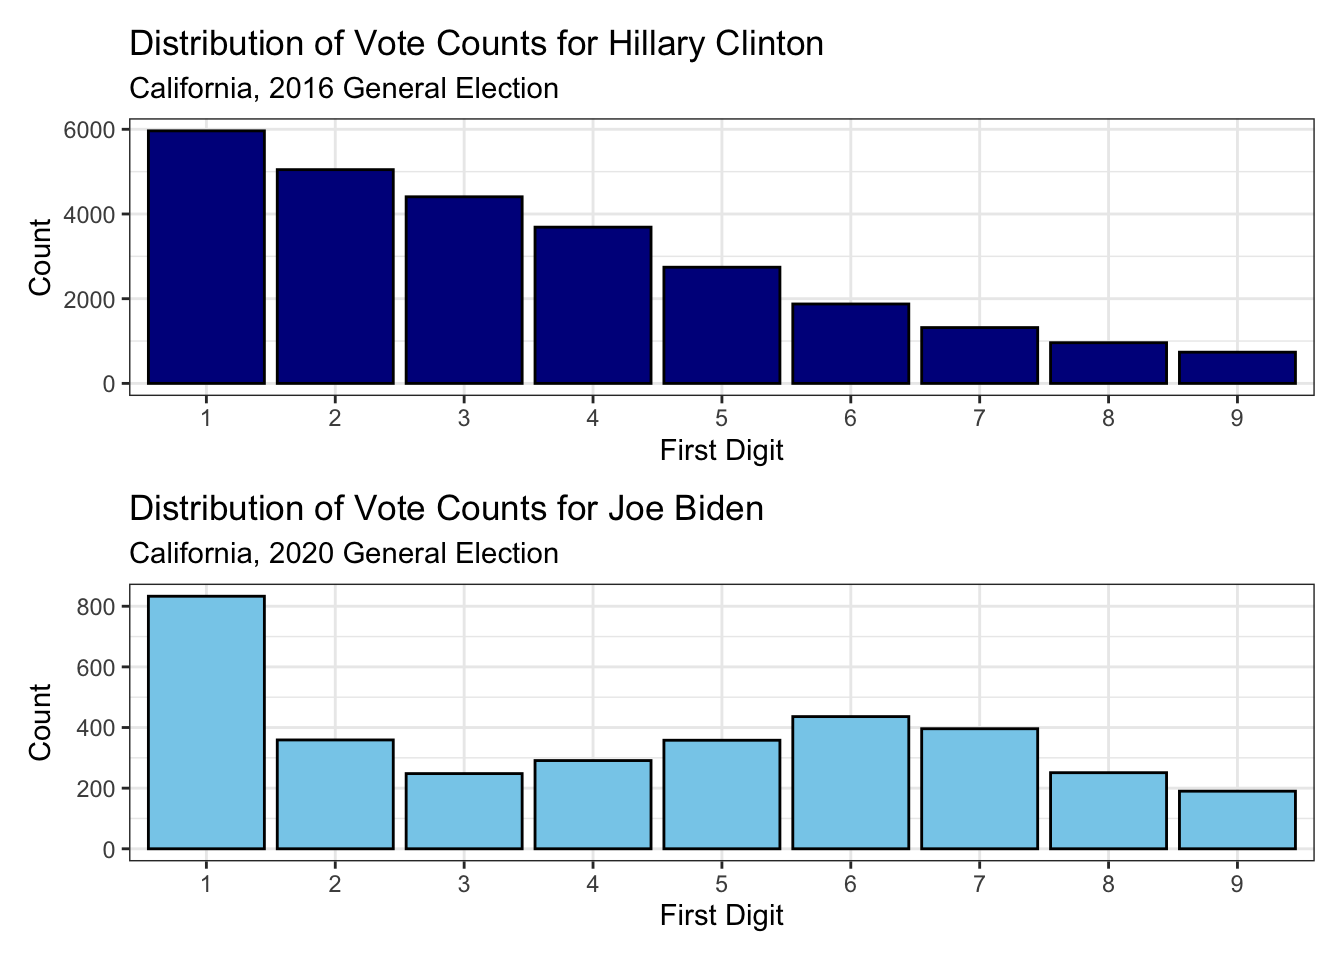 Distribution of Vote Counts for Hillary Clinton
California, 2016 General Election
6000
4000
2000
0
Count
1 2 3 4 5 6 7 8 9
First Digit
Distribution of Vote Counts for Joe Biden
California, 2020 General Election
800
600
400
200
0
Count
1 2 3 4 5 6 7 8 9
First Digit